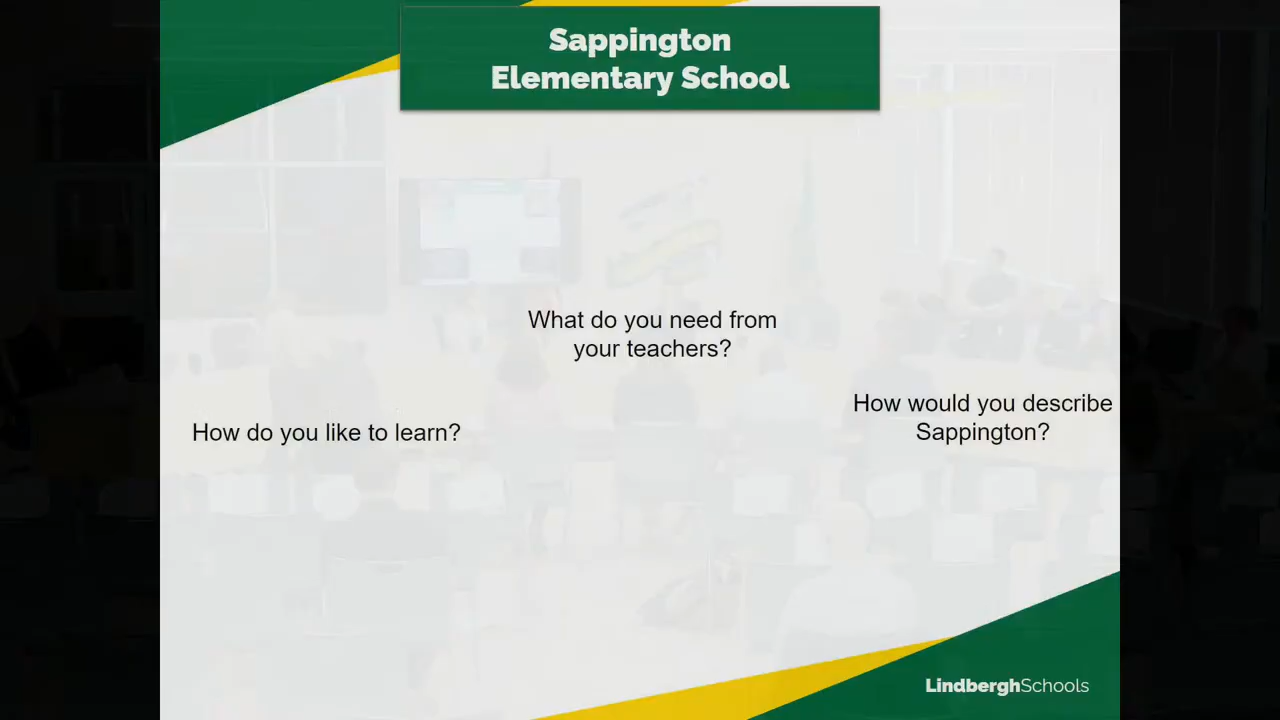 Sappington
Elementary School
What do you need from
your teachers?
How would you describe
Sappington?
How do you like to learn?
LindberghSchools